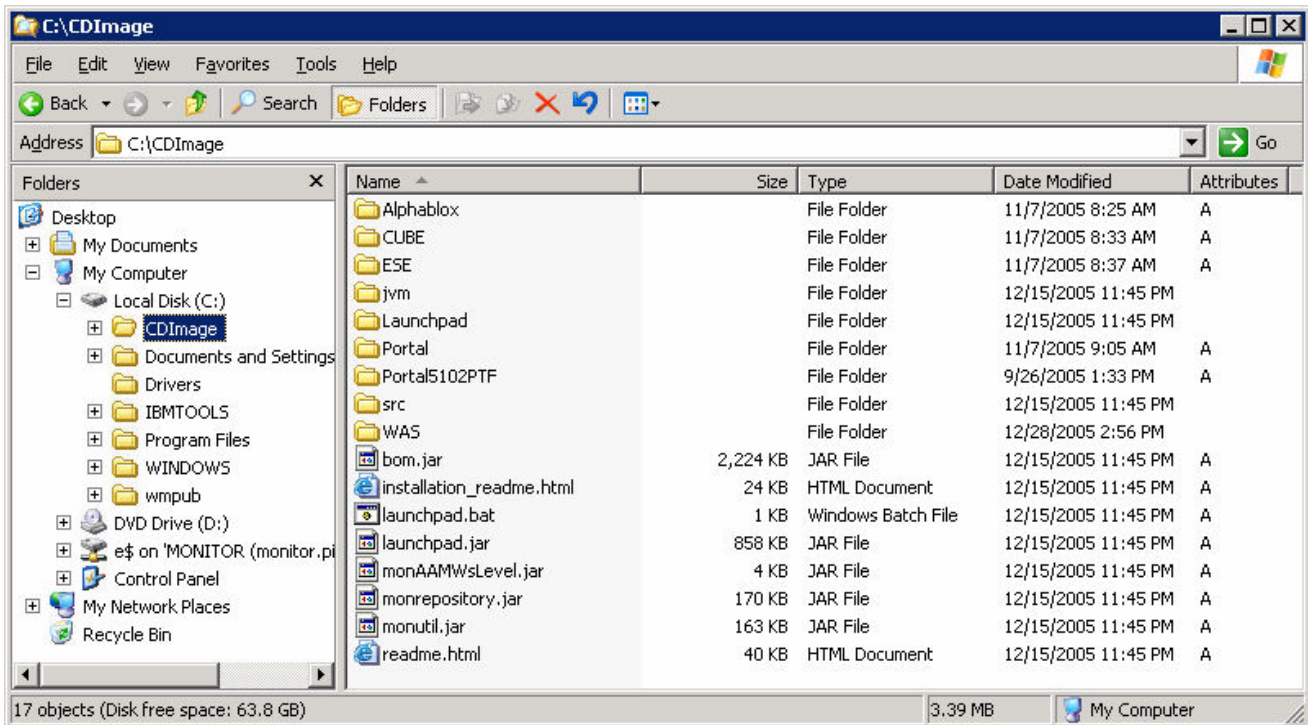 C:\CDImage
File Edit View Favorites Tools Help
Back Search Folders
Address C:\CDImage Go
Folders
Desktop
My Documents
My Computer
Local Disk (C:)
CDImage
Documents and Settings
Drivers
IBMTOOLS
Program Files
WINDOWS
wmpub
DVD Drive (D:)
e$ on 'MONITOR (monitor.pi
Control Panel
My Network Places
Recycle Bin
Name Size Type Date Modified Attributes
Alphablox File Folder 11/7/2005 8:25 AM A
CUBE File Folder 11/7/2005 8:33 AM A
ESE File Folder 11/7/2005 8:37 AM A
jvm File Folder 12/15/2005 11:45 PM
Launchpad File Folder 12/15/2005 11:45 PM
Portal File Folder 11/7/2005 9:05 AM A
Portal5102PTF File Folder 9/26/2005 1:33 PM A
src File Folder 12/15/2005 11:45 PM
WAS File Folder 12/28/2005 2:56 PM
bom.jar 2,224 KB JAR File 12/15/2005 11:45 PM A
installation_readme.html 24 KB HTML Document 12/15/2005 11:45 PM A
launchpad.bat 1 KB Windows Batch File 12/15/2005 11:45 PM A
launchpad.jar 858 KB JAR File 12/15/2005 11:45 PM A
monAAMWsLevel.jar 4 KB JAR File 12/15/2005 11:45 PM A
monrepository.jar 170 KB JAR File 12/15/2005 11:45 PM A
monutil.jar 163 KB JAR File 12/15/2005 11:45 PM A
readme.html 40 KB HTML Document 12/15/2005 11:45 PM A
17 objects (Disk free space: 63.8 GB) 3.39 MB My Computer